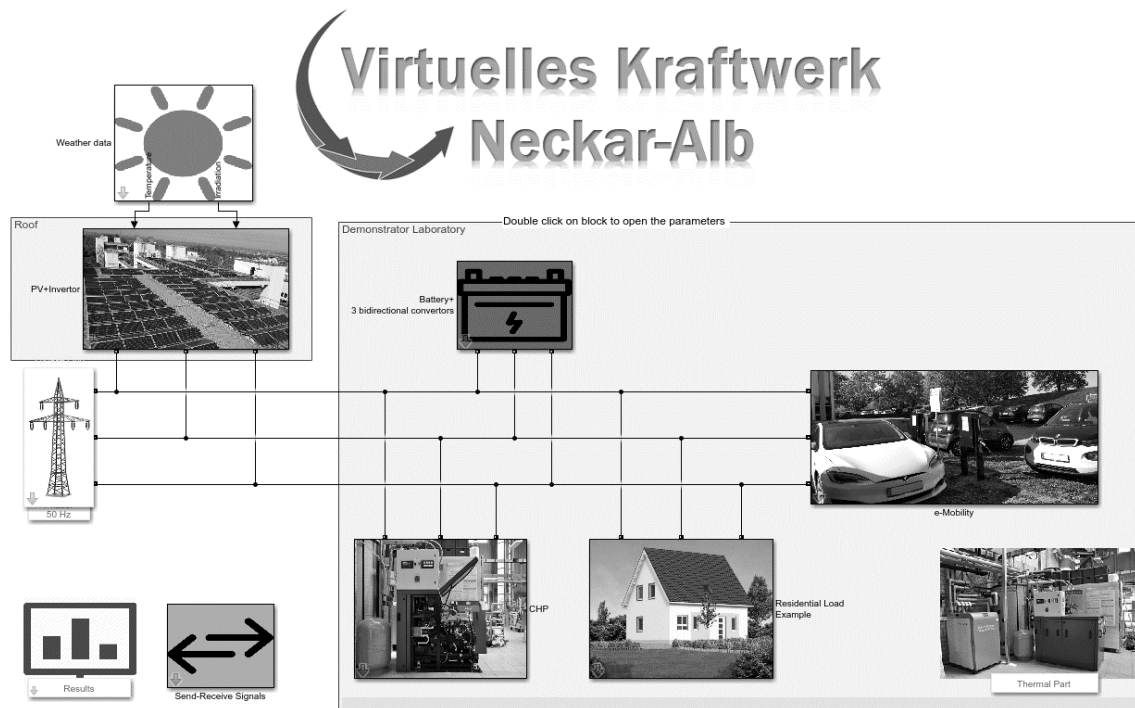 Virtuelles Kraftwerk
Neckar-Alb
Weather data
Temperature
Irradiation
Roof
PV+Invertor
Double click on block to open the parameters
Demonstrator Laboratory
Battery+
3 bidirectional convertors
50 Hz
e-Mobility
CHP
Residential Load
Example
Thermal Part
Results
Send-Receive Signals